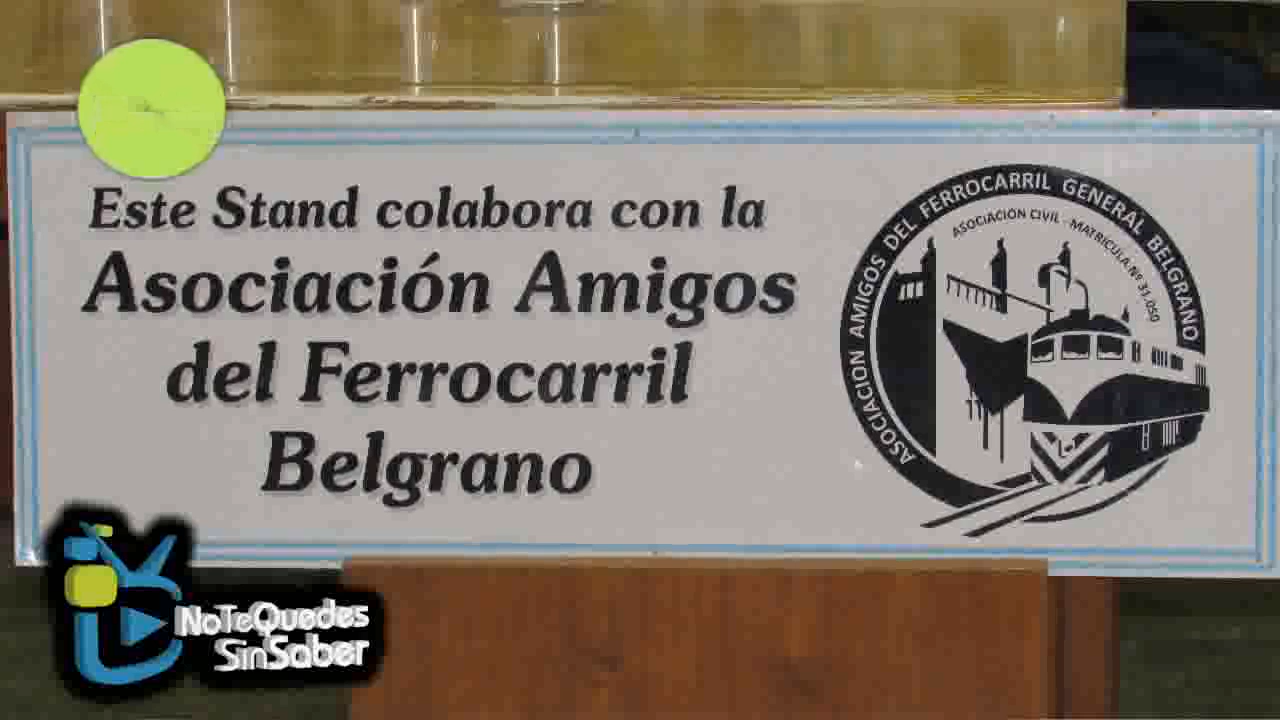 Este Stand colabora con la
Asociación Amigos
del Ferrocarril
Belgrano
ASOCIACION AMIGOS DEL FERROCARRIL GENERAL BELGRANO
ASOCIACION CIVIL - MATRICULA: Nº 31.050
NoTeQuedes
SinSaber